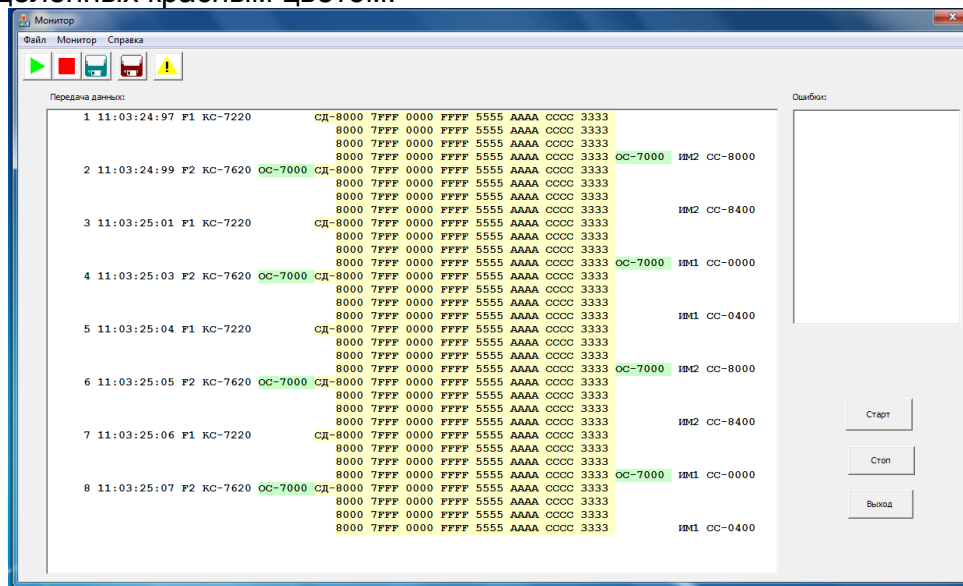 деленных красным цветом.
Монитор
Файл Монитор Справка
Передача данных:
Ошибки:
1 11:03:24:97 F1 КС-7220 СД-8000 7FFF 0000 FFFF 5555 AAAA CCCC 3333
8000 7FFF 0000 FFFF 5555 AAAA CCCC 3333
8000 7FFF 0000 FFFF 5555 AAAA CCCC 3333
8000 7FFF 0000 FFFF 5555 AAAA CCCC 3333 ОС-7000 ИМ2 СС-8000
2 11:03:24:99 F2 КС-7620 ОС-7000 СД-8000 7FFF 0000 FFFF 5555 AAAA CCCC 3333
8000 7FFF 0000 FFFF 5555 AAAA CCCC 3333
8000 7FFF 0000 FFFF 5555 AAAA CCCC 3333
8000 7FFF 0000 FFFF 5555 AAAA CCCC 3333 ИМ2 СС-8400
3 11:03:25:01 F1 КС-7220 СД-8000 7FFF 0000 FFFF 5555 AAAA CCCC 3333
8000 7FFF 0000 FFFF 5555 AAAA CCCC 3333
8000 7FFF 0000 FFFF 5555 AAAA CCCC 3333
8000 7FFF 0000 FFFF 5555 AAAA CCCC 3333 ОС-7000 ИМ1 СС-0000
4 11:03:25:03 F2 КС-7620 ОС-7000 СД-8000 7FFF 0000 FFFF 5555 AAAA CCCC 3333
8000 7FFF 0000 FFFF 5555 AAAA CCCC 3333
8000 7FFF 0000 FFFF 5555 AAAA CCCC 3333
8000 7FFF 0000 FFFF 5555 AAAA CCCC 3333 ИМ1 СС-0400
5 11:03:25:04 F1 КС-7220 СД-8000 7FFF 0000 FFFF 5555 AAAA CCCC 3333
8000 7FFF 0000 FFFF 5555 AAAA CCCC 3333
8000 7FFF 0000 FFFF 5555 AAAA CCCC 3333
8000 7FFF 0000 FFFF 5555 AAAA CCCC 3333 ОС-7000 ИМ2 СС-8000
6 11:03:25:05 F2 КС-7620 ОС-7000 СД-8000 7FFF 0000 FFFF 5555 AAAA CCCC 3333
8000 7FFF 0000 FFFF 5555 AAAA CCCC 3333
8000 7FFF 0000 FFFF 5555 AAAA CCCC 3333
8000 7FFF 0000 FFFF 5555 AAAA CCCC 3333 ИМ2 СС-8400
7 11:03:25:06 F1 КС-7220 СД-8000 7FFF 0000 FFFF 5555 AAAA CCCC 3333
8000 7FFF 0000 FFFF 5555 AAAA CCCC 3333
8000 7FFF 0000 FFFF 5555 AAAA CCCC 3333
8000 7FFF 0000 FFFF 5555 AAAA CCCC 3333 ОС-7000 ИМ1 СС-0000
8 11:03:25:07 F2 КС-7620 ОС-7000 СД-8000 7FFF 0000 FFFF 5555 AAAA CCCC 3333
8000 7FFF 0000 FFFF 5555 AAAA CCCC 3333
8000 7FFF 0000 FFFF 5555 AAAA CCCC 3333
8000 7FFF 0000 FFFF 5555 AAAA CCCC 3333 ИМ1 СС-0400
Старт
Стоп
Выход